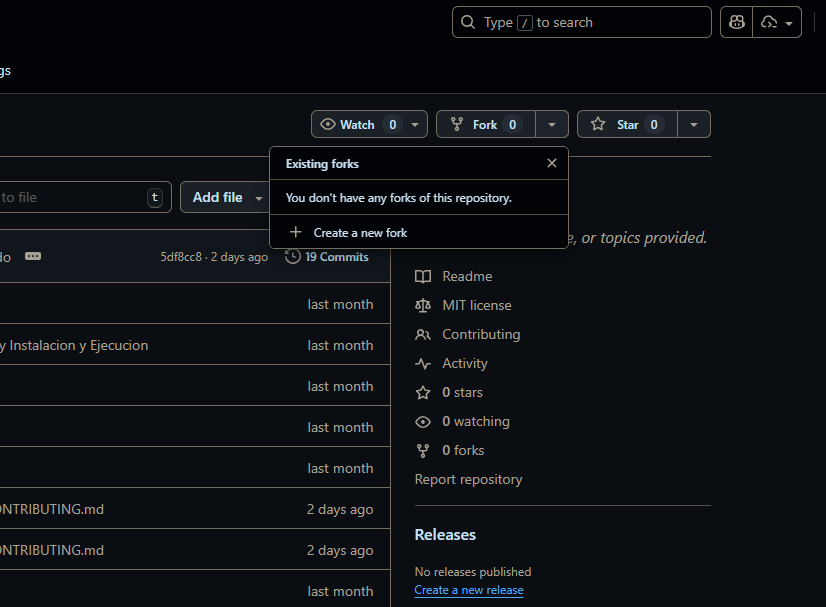 Type / to search
gs
Watch 0
Fork 0
Star 0
Existing forks
You don't have any forks of this repository.
Create a new fork
to file
t
Add file
e, or topics provided.
do
5df8cc8 · 2 days ago
19 Commits
last month
y Instalacion y Ejecucion
last month
last month
last month
last month
ONTRIBUTING.md
2 days ago
ONTRIBUTING.md
2 days ago
last month
Readme
MIT license
Contributing
Activity
0 stars
0 watching
0 forks
Report repository
Releases
No releases published
Create a new release